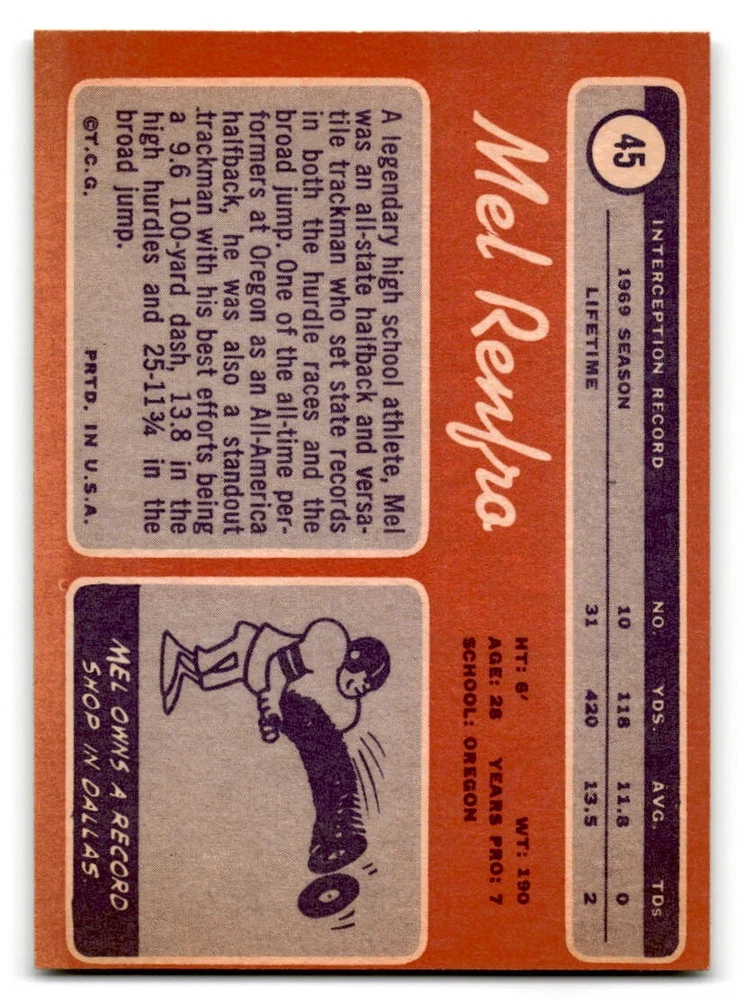 45
INTERCEPTION RECORD NO. YDS. AVG. TDS
1969 SEASON 10 118 11.8 0
LIFETIME 31 420 13.5 2
Mel Renfro
HT: 6' WT: 190
AGE: 28 YEARS PRO: 7
SCHOOL: OREGON
A legendary high school athlete, Mel
was an all-state halfback and versa-
tile trackman who set state records
in both the hurdle races and the
broad jump. One of the all-time per-
formers at Oregon as an All-America
halfback, he was also a standout
trackman with his best efforts being
a 9.6 100-yard dash, 13.8 in the
high hurdles and 25-11¾ in the
broad jump.
©T.C.G. PRTD. IN U.S.A.
MEL OWNS A RECORD
SHOP IN DALLAS.